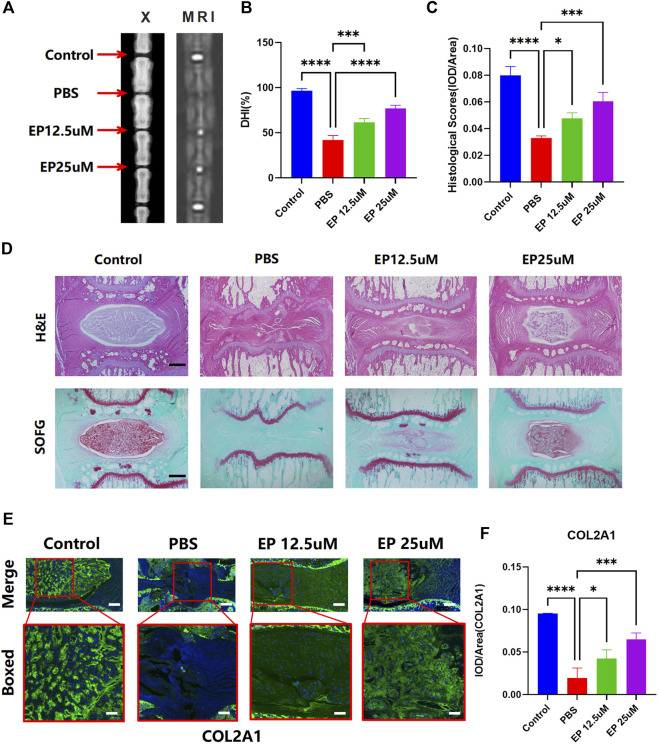 A
X
MRI
Control
PBS
EP12.5uM
EP25uM
B
DHI(%)
150
100
50
0
***
****
****
Control
PBS
EP 12.5uM
EP 25uM
C
Histological Scores(IOD/Area)
0.10
0.08
0.06
0.04
0.02
0.00
***
****
*
Control
PBS
EP 12.5uM
EP 25uM
D
Control
PBS
EP12.5uM
EP25uM
H&E
SOFG
E
Control
PBS
EP 12.5uM
EP 25uM
Merge
Boxed
COL2A1
F
COL2A1
IOD/Area(COL2A1)
0.15
0.10
0.05
0.00
***
****
*
Control
PBS
EP 12.5uM
EP 25uM